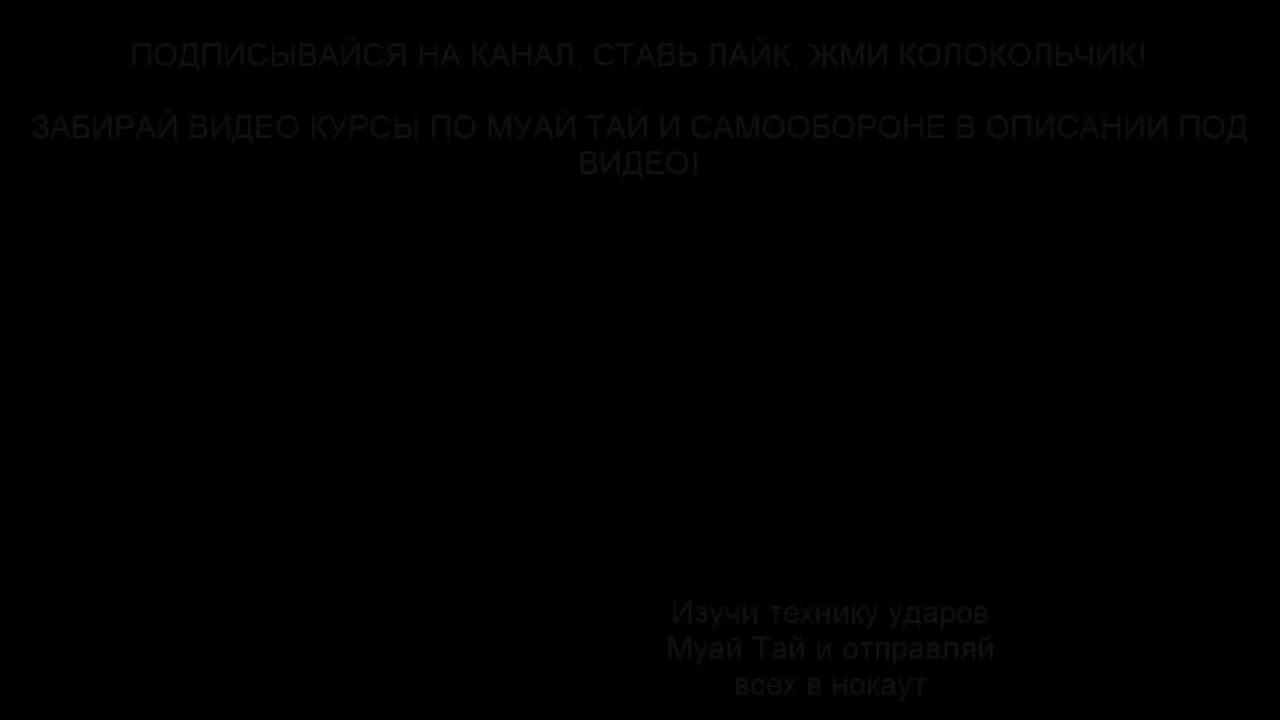 ПОДПИСЫВАЙСЯ НА КАНАЛ, СТАВЬ ЛАЙК, ЖМИ КОЛОКОЛЬЧИК!
ЗАБИРАЙ ВИДЕО КУРСЫ ПО МУАЙ ТАЙ И САМООБОРОНЕ В ОПИСАНИИ ПОД
ВИДЕО!
Изучи технику ударов
Муай Тай и отправляй
всех в нокаут